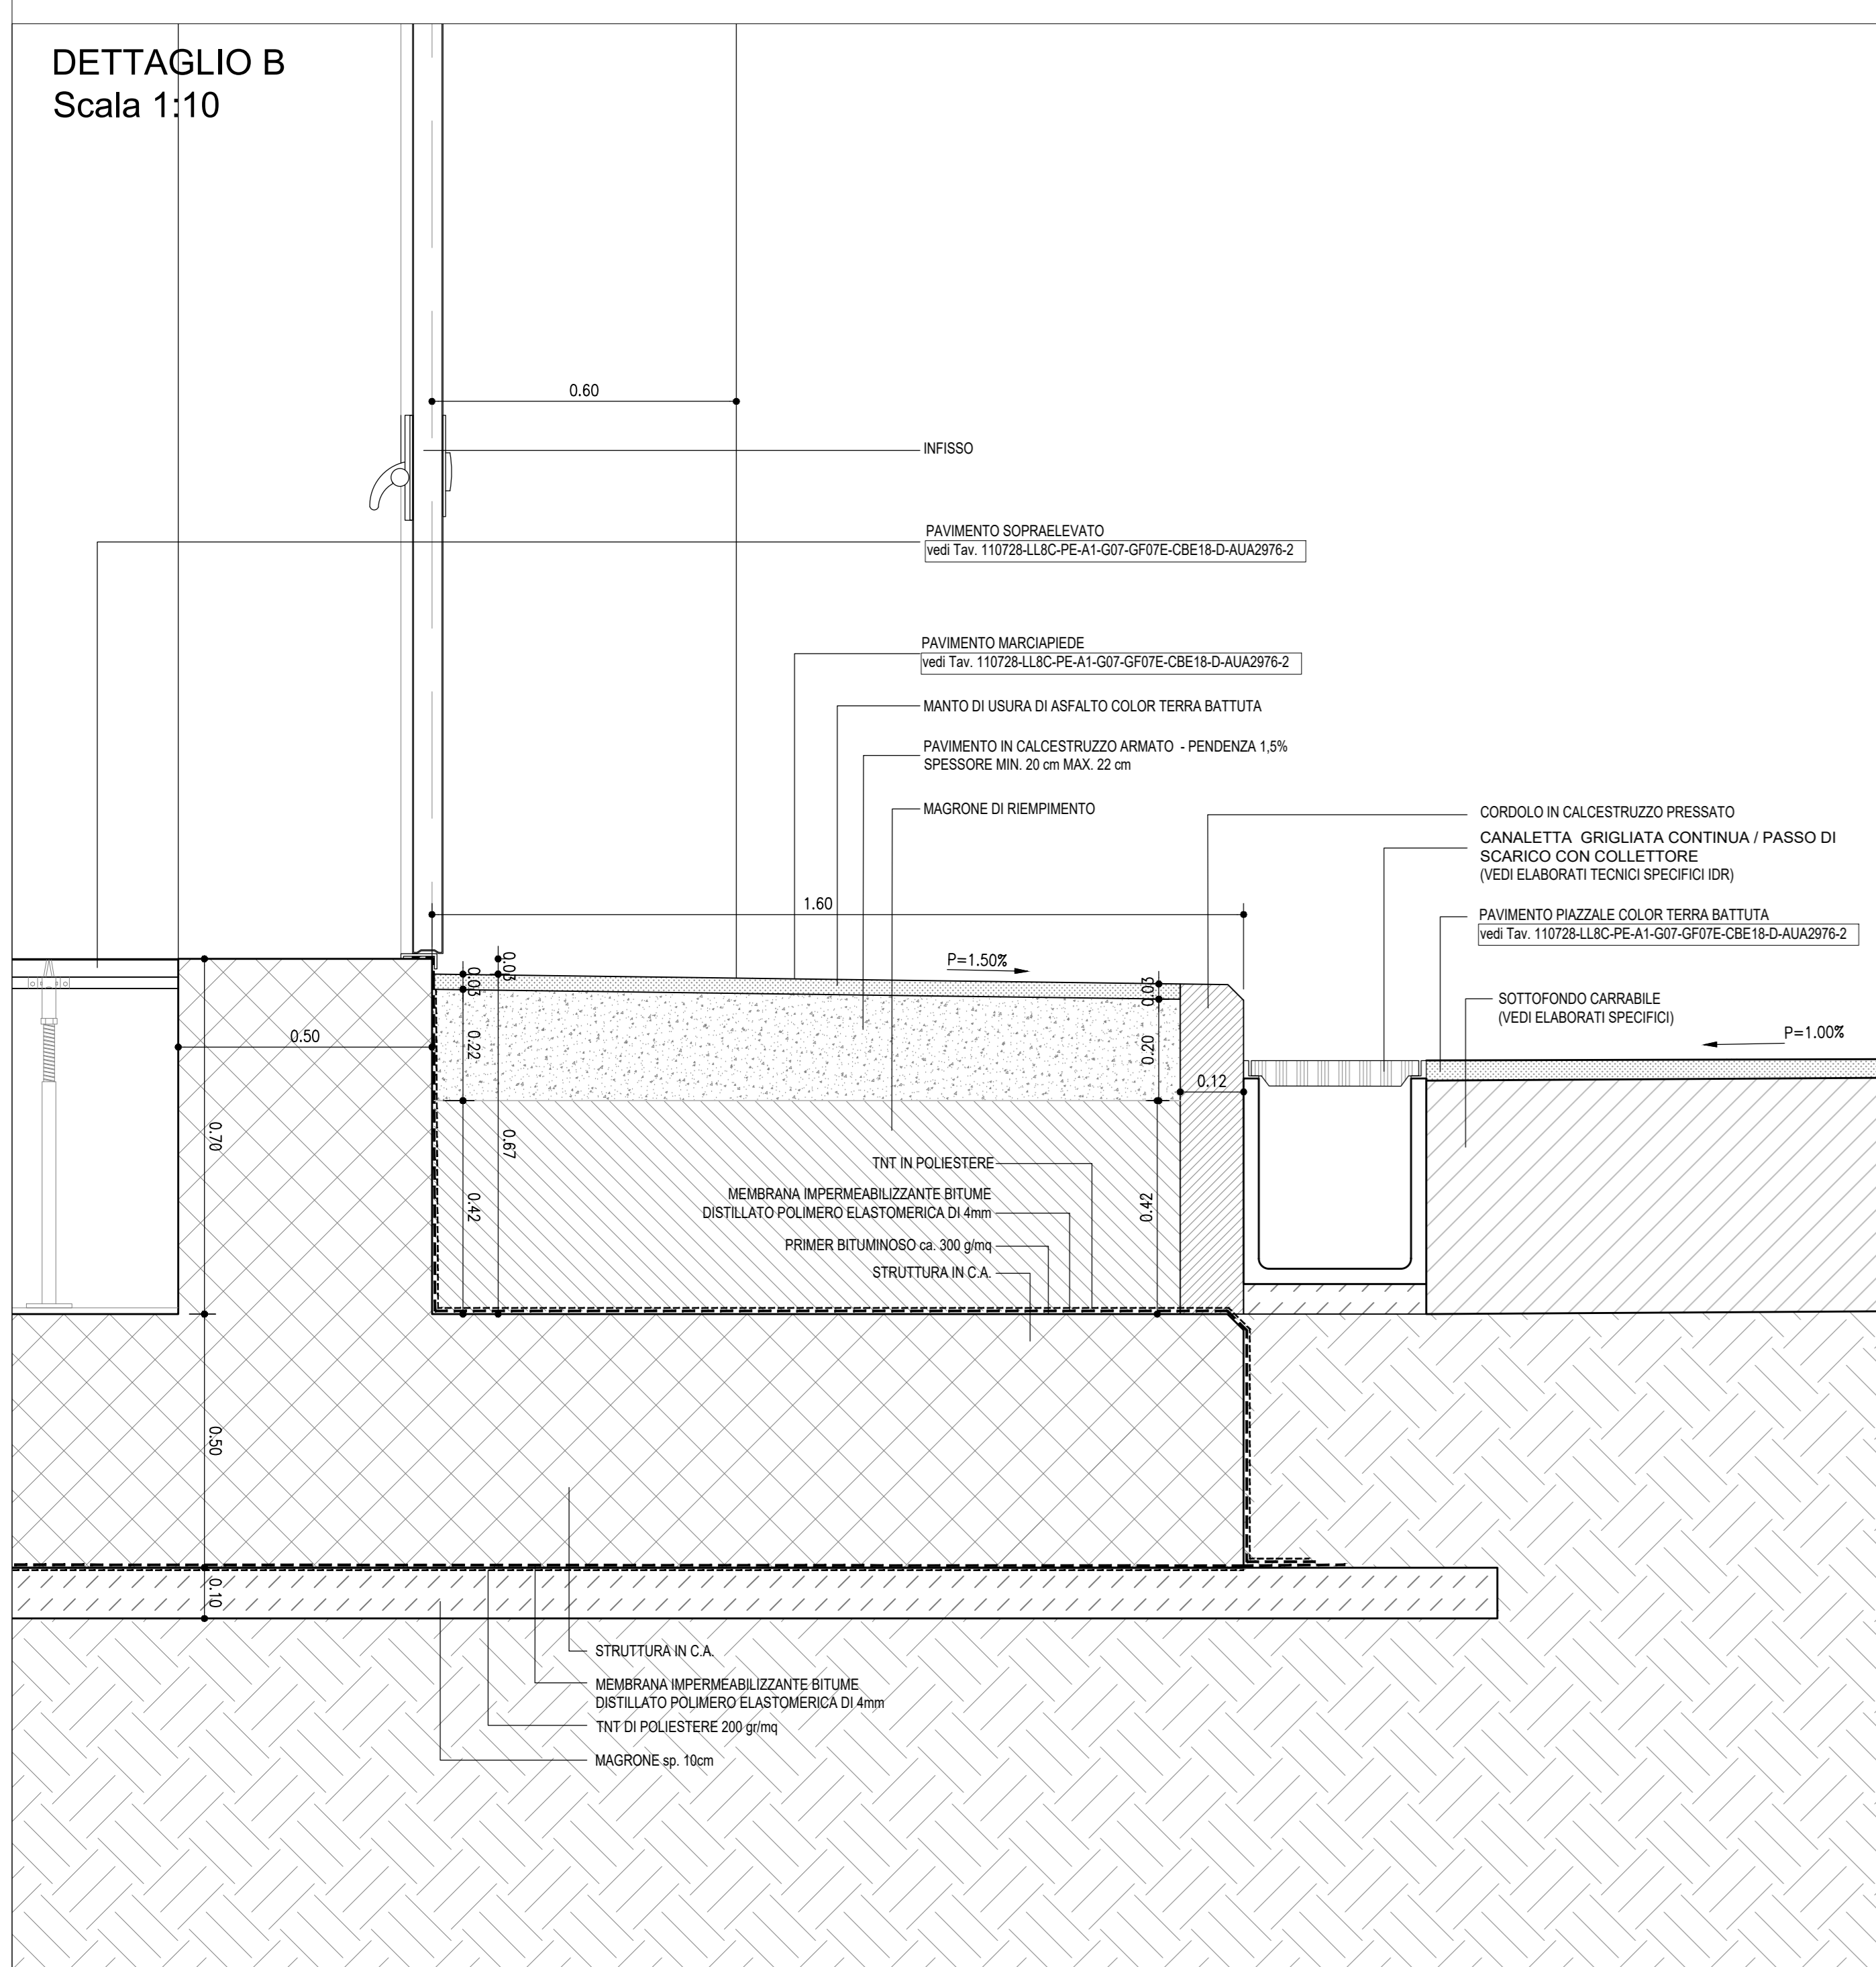 DETTAGLIO B
Scala 1:10
0.60
INFISSO
PAVIMENTO SOPRAELEVATO
vedi Tav. 110728-LL8C-PE-A1-G07-GF07E-CBE18-D-AUA2976-2
PAVIMENTO MARCIAPIEDE
vedi Tav. 110728-LL8C-PE-A1-G07-GF07E-CBE18-D-AUA2976-2
MANTO DI USURA DI ASFALTO COLOR TERRA BATTUTA
PAVIMENTO IN CALCESTRUZZO ARMATO - PENDENZA 1,5%
SPESSORE MIN. 20 cm MAX. 22 cm
MAGRONE DI RIEMPIMENTO
CORDOLO IN CALCESTRUZZO PRESSATO
CANALETTA GRIGLIATA CONTINUA / PASSO DI
SCARICO CON COLLETTORE
(VEDI ELABORATI TECNICI SPECIFICI IDR)
1.60
PAVIMENTO PIAZZALE COLOR TERRA BATTUTA
vedi Tav. 110728-LL8C-PE-A1-G07-GF07E-CBE18-D-AUA2976-2
P=1.50%
0.03
0.03
0.03
SOTTOFONDO CARRABILE
(VEDI ELABORATI SPECIFICI)
P=1.00%
0.50
0.22
0.20
0.12
0.70
0.67
TNT IN POLIESTERE
MEMBRANA IMPERMEABILIZZANTE BITUME
DISTILLATO POLIMERO ELASTOMERICA DI 4mm
0.42
0.42
PRIMER BITUMINOSO ca. 300 g/mq
STRUTTURA IN C.A.
0.50
0.10
STRUTTURA IN C.A.
MEMBRANA IMPERMEABILIZZANTE BITUME
DISTILLATO POLIMERO ELASTOMERICA DI 4mm
TNT DI POLIESTERE 200 gr/mq
MAGRONE sp. 10cm